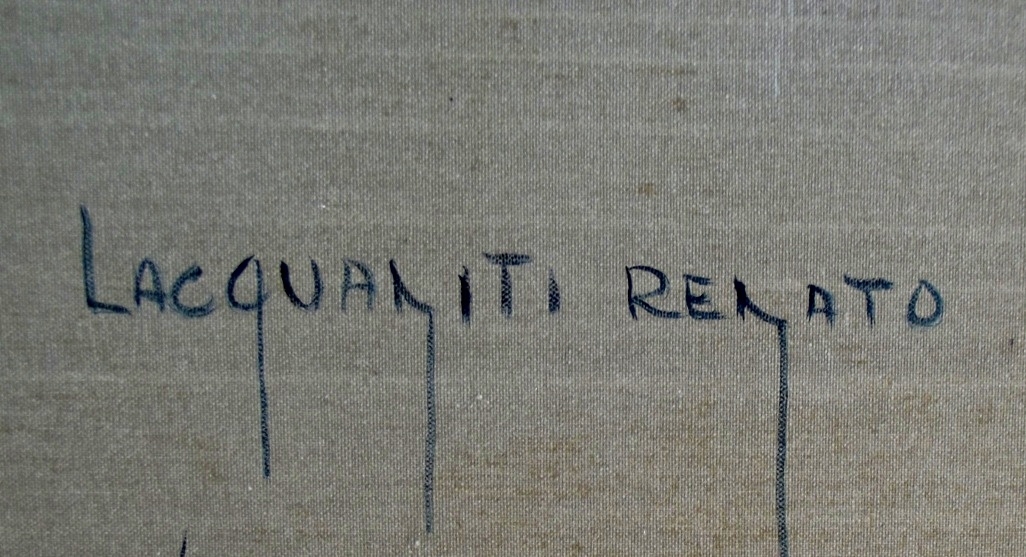 LACQUANITI RENATO